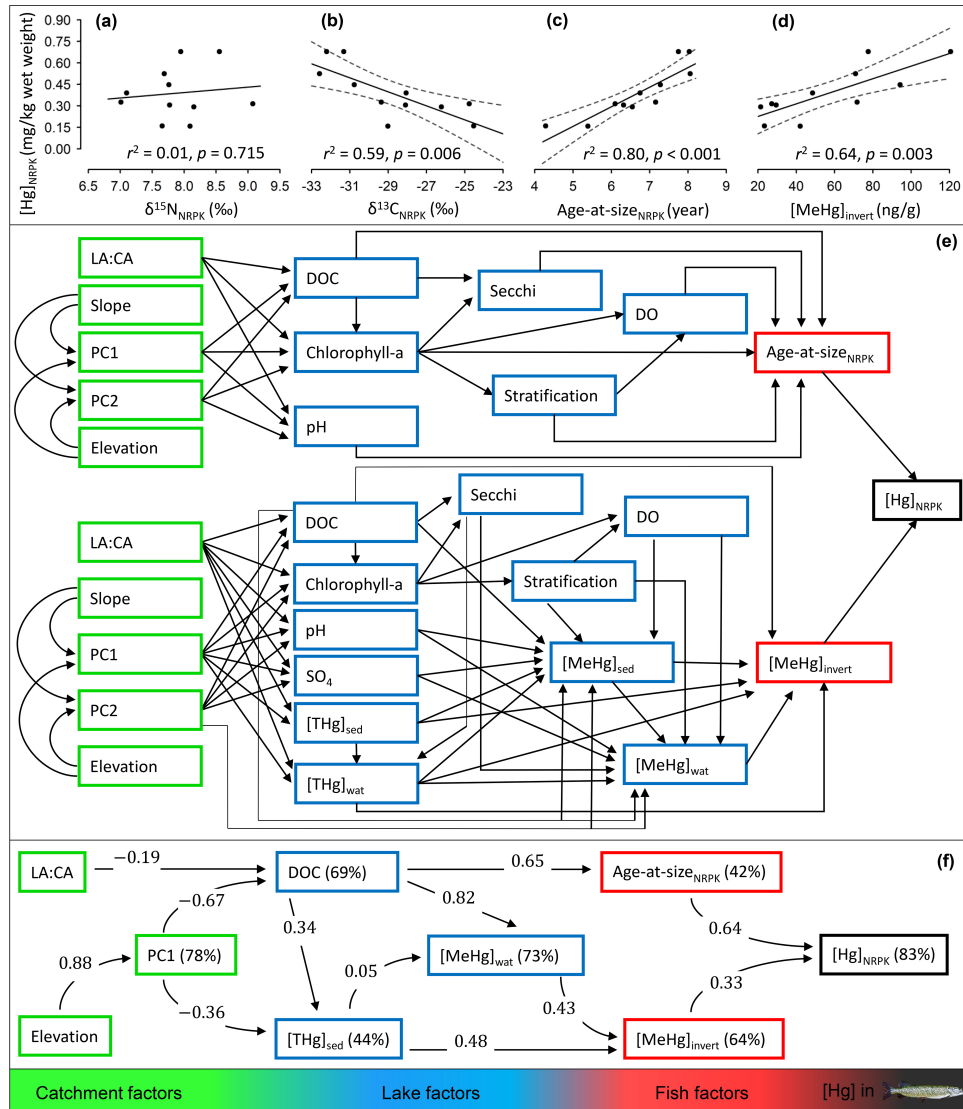 (a)
(b)
(c)
(d)
[Hg]NRPK (mg/kg wet weight)
0.90
0.75
0.60
0.45
0.30
0.15
0.00
r² = 0.01, p = 0.715
r² = 0.59, p = 0.006
r² = 0.80, p < 0.001
r² = 0.64, p = 0.003
6.5 7.0 7.5 8.0 8.5 9.0 9.5
-33 -31 -29 -27 -25 -23
4 5 6 7 8 9
20 40 60 80 100 120
δ¹⁵NNRPK (‰)
δ¹³CNRPK (‰)
Age-at-sizeNRPK (year)
[MeHg]invert (ng/g)
(e)
LA:CA
Slope
PC1
PC2
Elevation
DOC
Chlorophyll-a
pH
Secchi
Stratification
DO
Age-at-sizeNRPK
[Hg]NRPK
LA:CA
Slope
PC1
PC2
Elevation
DOC
Chlorophyll-a
pH
SO₄
[THg]sed
[THg]wat
Secchi
Stratification
DO
[MeHg]sed
[MeHg]wat
[MeHg]invert
(f)
LA:CA
−0.19
DOC (69%)
0.65
Age-at-sizeNRPK (42%)
−0.67
0.82
0.34
0.64
0.88
PC1 (78%)
[MeHg]wat (73%)
[Hg]NRPK (83%)
0.05
0.33
−0.36
0.43
Elevation
[THg]sed (44%)
0.48
[MeHg]invert (64%)
Catchment factors
Lake factors
Fish factors
[Hg] in